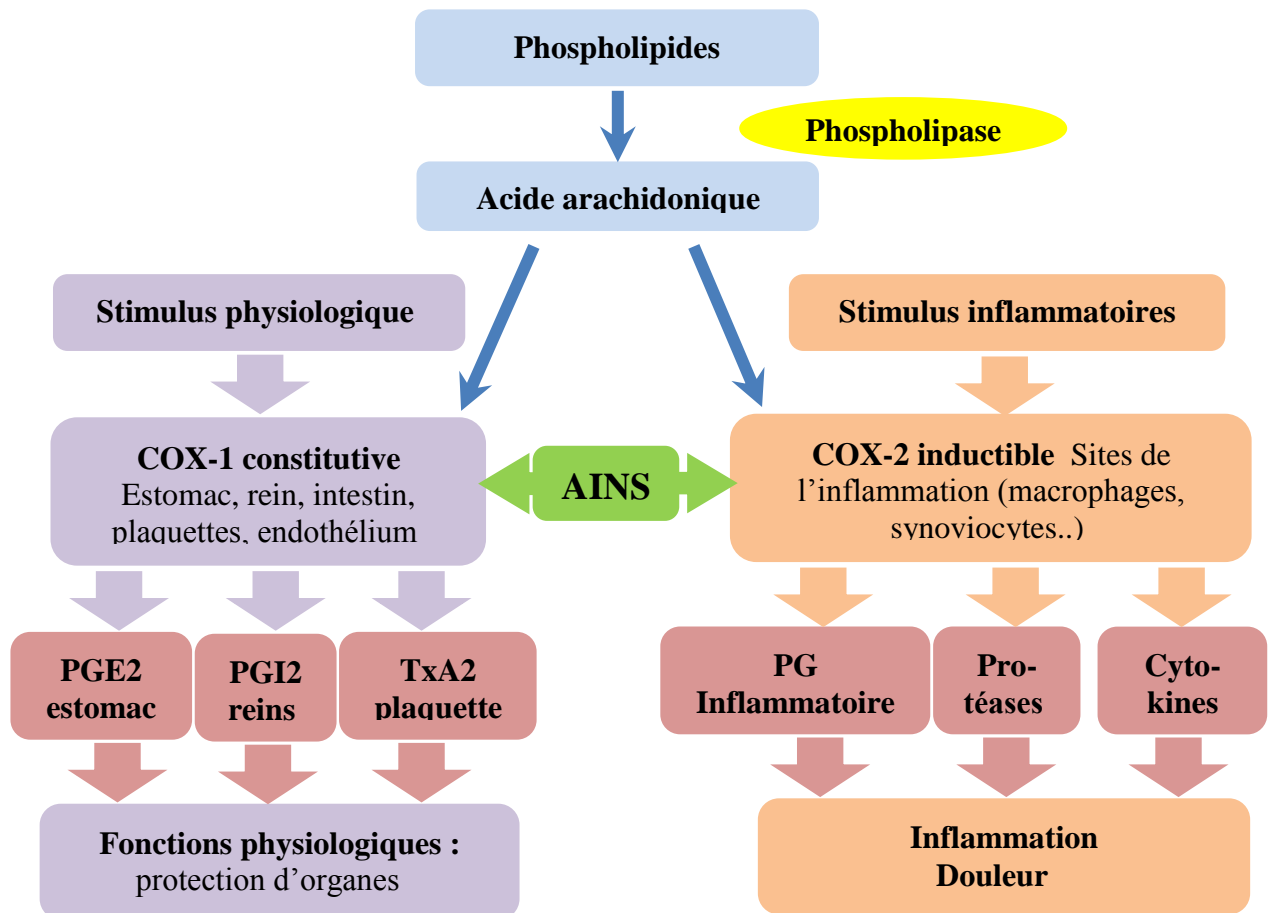 Phospholipides
Phospholipase
Acide arachidonique
Stimulus physiologique
Stimulus inflammatoires
COX-1 constitutive
Estomac, rein, intestin,
plaquettes, endothélium
AINS
COX-2 inductible  Sites de
l’inflammation (macrophages,
synoviocytes..)
PGE2
estomac
PGI2
reins
TxA2
plaquette
PG
Inflammatoire
Pro-
téases
Cyto-
kines
Fonctions physiologiques :
protection d’organes
Inflammation
Douleur